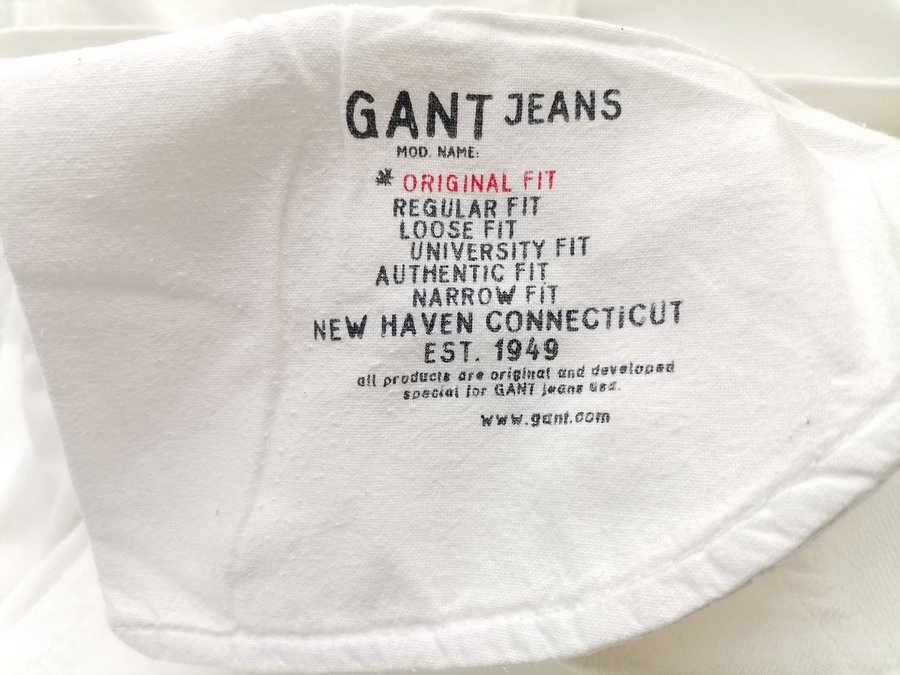 GANT JEANS
MOD. NAME:
* ORIGINAL FIT
REGULAR FIT
LOOSE FIT
UNIVERSITY FIT
AUTHENTIC FIT
NARROW FIT
NEW HAVEN CONNECTICUT
EST. 1949
all products are original and developed
special for GANT jeans usa.
www.gant.com